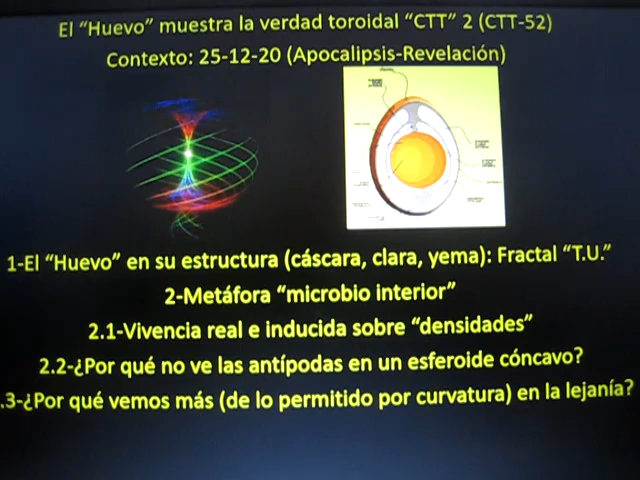 El “Huevo” muestra la verdad toroidal “CTT” 2 (CTT-52)
Contexto: 25-12-20 (Apocalipsis-Revelación)
1-El “Huevo” en su estructura (cáscara, clara, yema): Fractal “T.U.”
2-Metáfora “microbio interior”
2.1-Vivencia real e inducida sobre “densidades”
2.2-¿Por qué no ve las antípodas en un esferoide cóncavo?
.3-¿Por qué vemos más (de lo permitido por curvatura) en la lejanía?